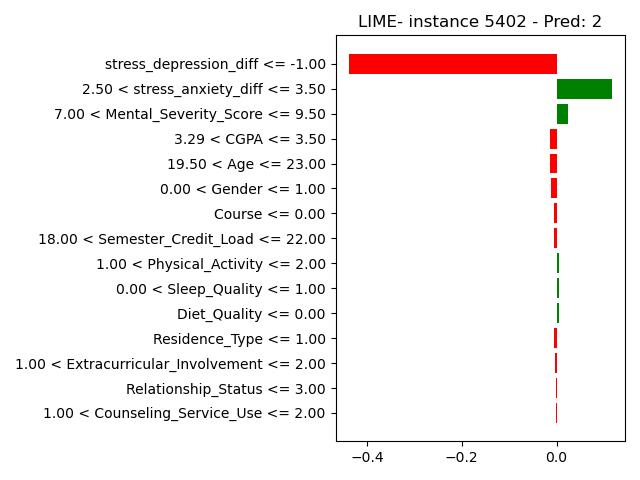 LIME- instance 5402 - Pred: 2
stress_depression_diff <= -1.00
2.50 < stress_anxiety_diff <= 3.50
7.00 < Mental_Severity_Score <= 9.50
3.29 < CGPA <= 3.50
19.50 < Age <= 23.00
0.00 < Gender <= 1.00
Course <= 0.00
18.00 < Semester_Credit_Load <= 22.00
1.00 < Physical_Activity <= 2.00
0.00 < Sleep_Quality <= 1.00
Diet_Quality <= 0.00
Residence_Type <= 1.00
1.00 < Extracurricular_Involvement <= 2.00
Relationship_Status <= 3.00
1.00 < Counseling_Service_Use <= 2.00
−0.4 −0.2 0.0